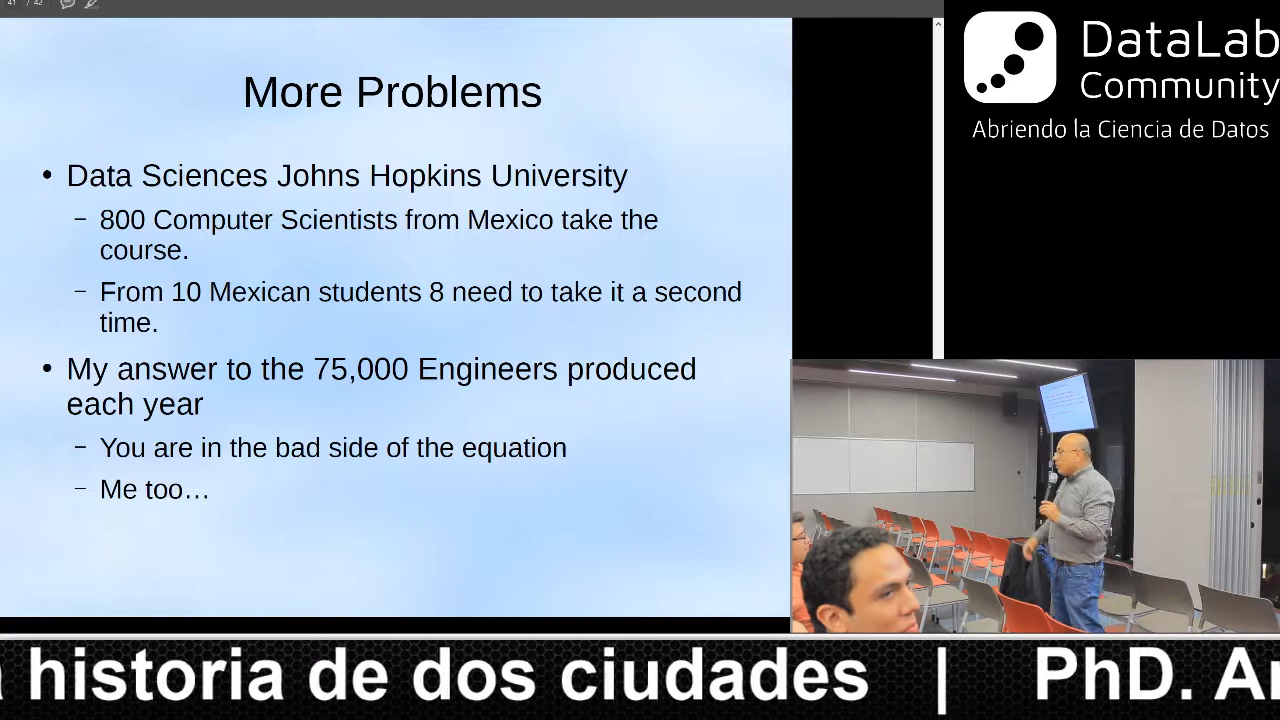 41 / 42
DataLab
Community
Abriendo la Ciencia de Datos
More Problems
• Data Sciences Johns Hopkins University
– 800 Computer Scientists from Mexico take the
course.
– From 10 Mexican students 8 need to take it a second
time.
• My answer to the 75,000 Engineers produced
each year
– You are in the bad side of the equation
– Me too…
historia de dos ciudades | PhD.